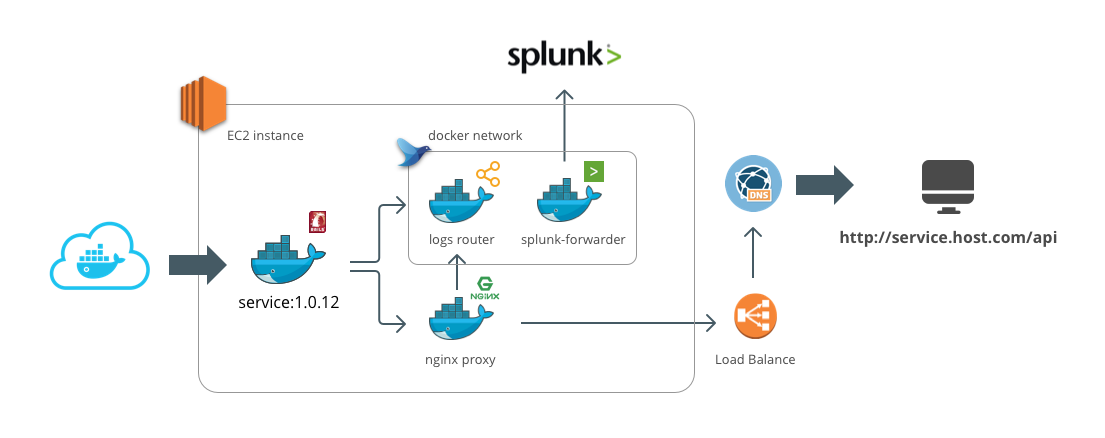 splunk>
EC2 instance
docker network
RAILS
>
DNS
logs router
splunk-forwarder
http://service.host.com/api
service:1.0.12
NGINX
nginx proxy
Load Balance